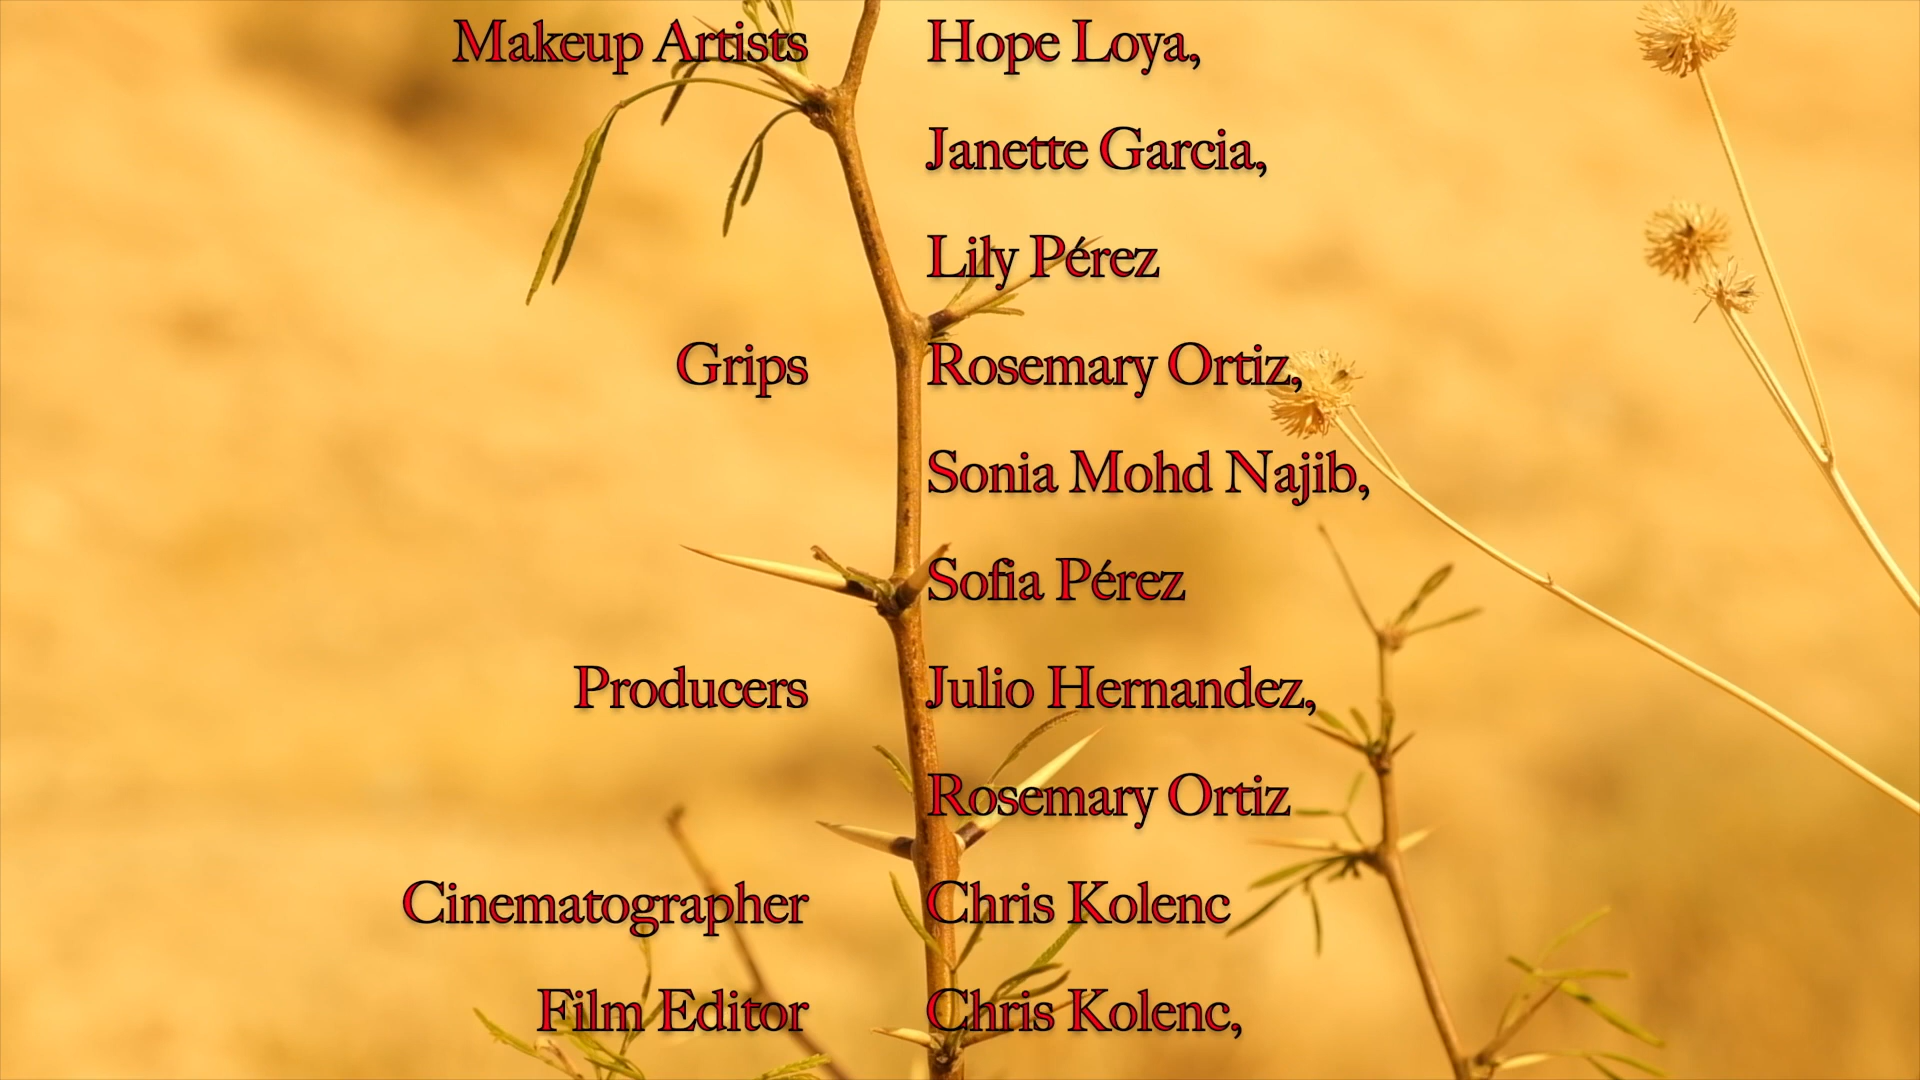 Makeup Artists Hope Loya,
Janette Garcia,
Lily Pérez
Grips Rosemary Ortiz,
Sonia Mohd Najib,
Sofia Pérez
Producers Julio Hernandez,
Rosemary Ortiz
Cinematographer Chris Kolenc
Film Editor Chris Kolenc,